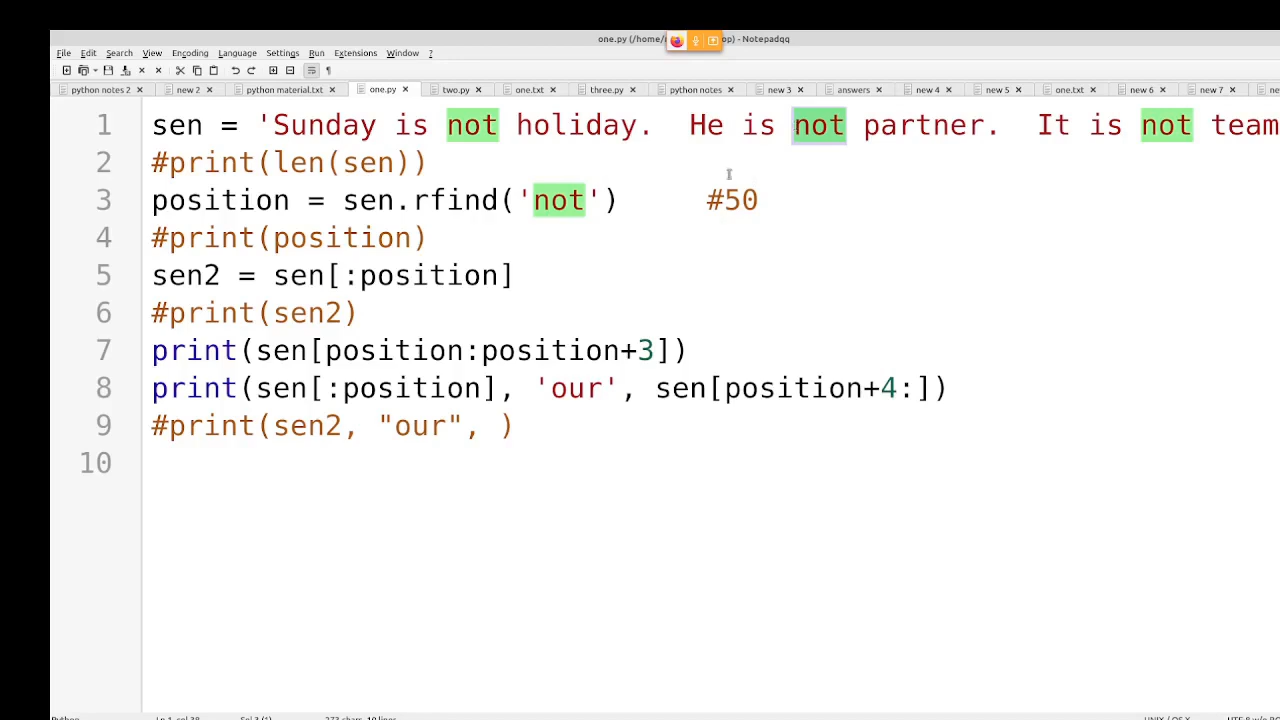 one.py (/home/ op) - Notepadqq
File Edit Search View Encoding Language Settings Run Extensions Window ?
python notes 2 new 2 python material.txt one.py two.py one.txt three.py python notes new 3 answers new 4 new 5 one.txt new 6 new 7
1 sen = 'Sunday is not holiday.  He is not partner.  It is not team
2 #print(len(sen))
3 position = sen.rfind('not')     #50
4 #print(position)
5 sen2 = sen[:position]
6 #print(sen2)
7 print(sen[position:position+3])
8 print(sen[:position], 'our', sen[position+4:])
9 #print(sen2, "our", )
10